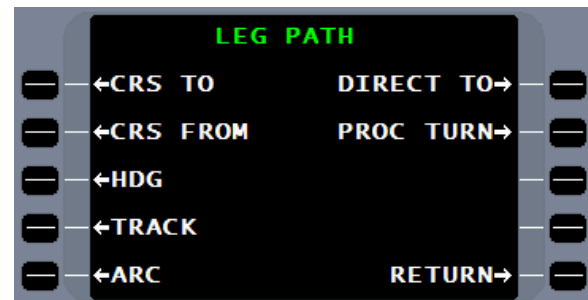 LEG PATH
←CRS TO DIRECT TO→
←CRS FROM PROC TURN→
←HDG
←TRACK
←ARC RETURN→